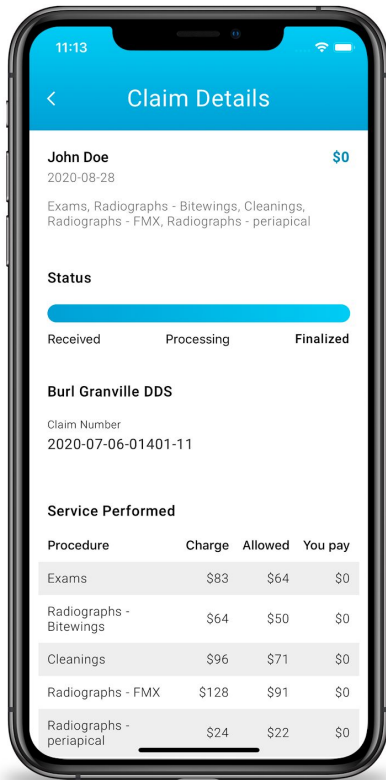 11:13
Claim Details
John Doe $0
2020-08-28
Exams, Radiographs - Bitewings, Cleanings,
Radiographs - FMX, Radiographs - periapical
Status
Received Processing Finalized
Burl Granville DDS
Claim Number
2020-07-06-01401-11
Service Performed
Procedure Charge Allowed You pay
Exams $83 $64 $0
Radiographs -
Bitewings $64 $50 $0
Cleanings $96 $71 $0
Radiographs - FMX $128 $91 $0
Radiographs -
periapical $24 $22 $0